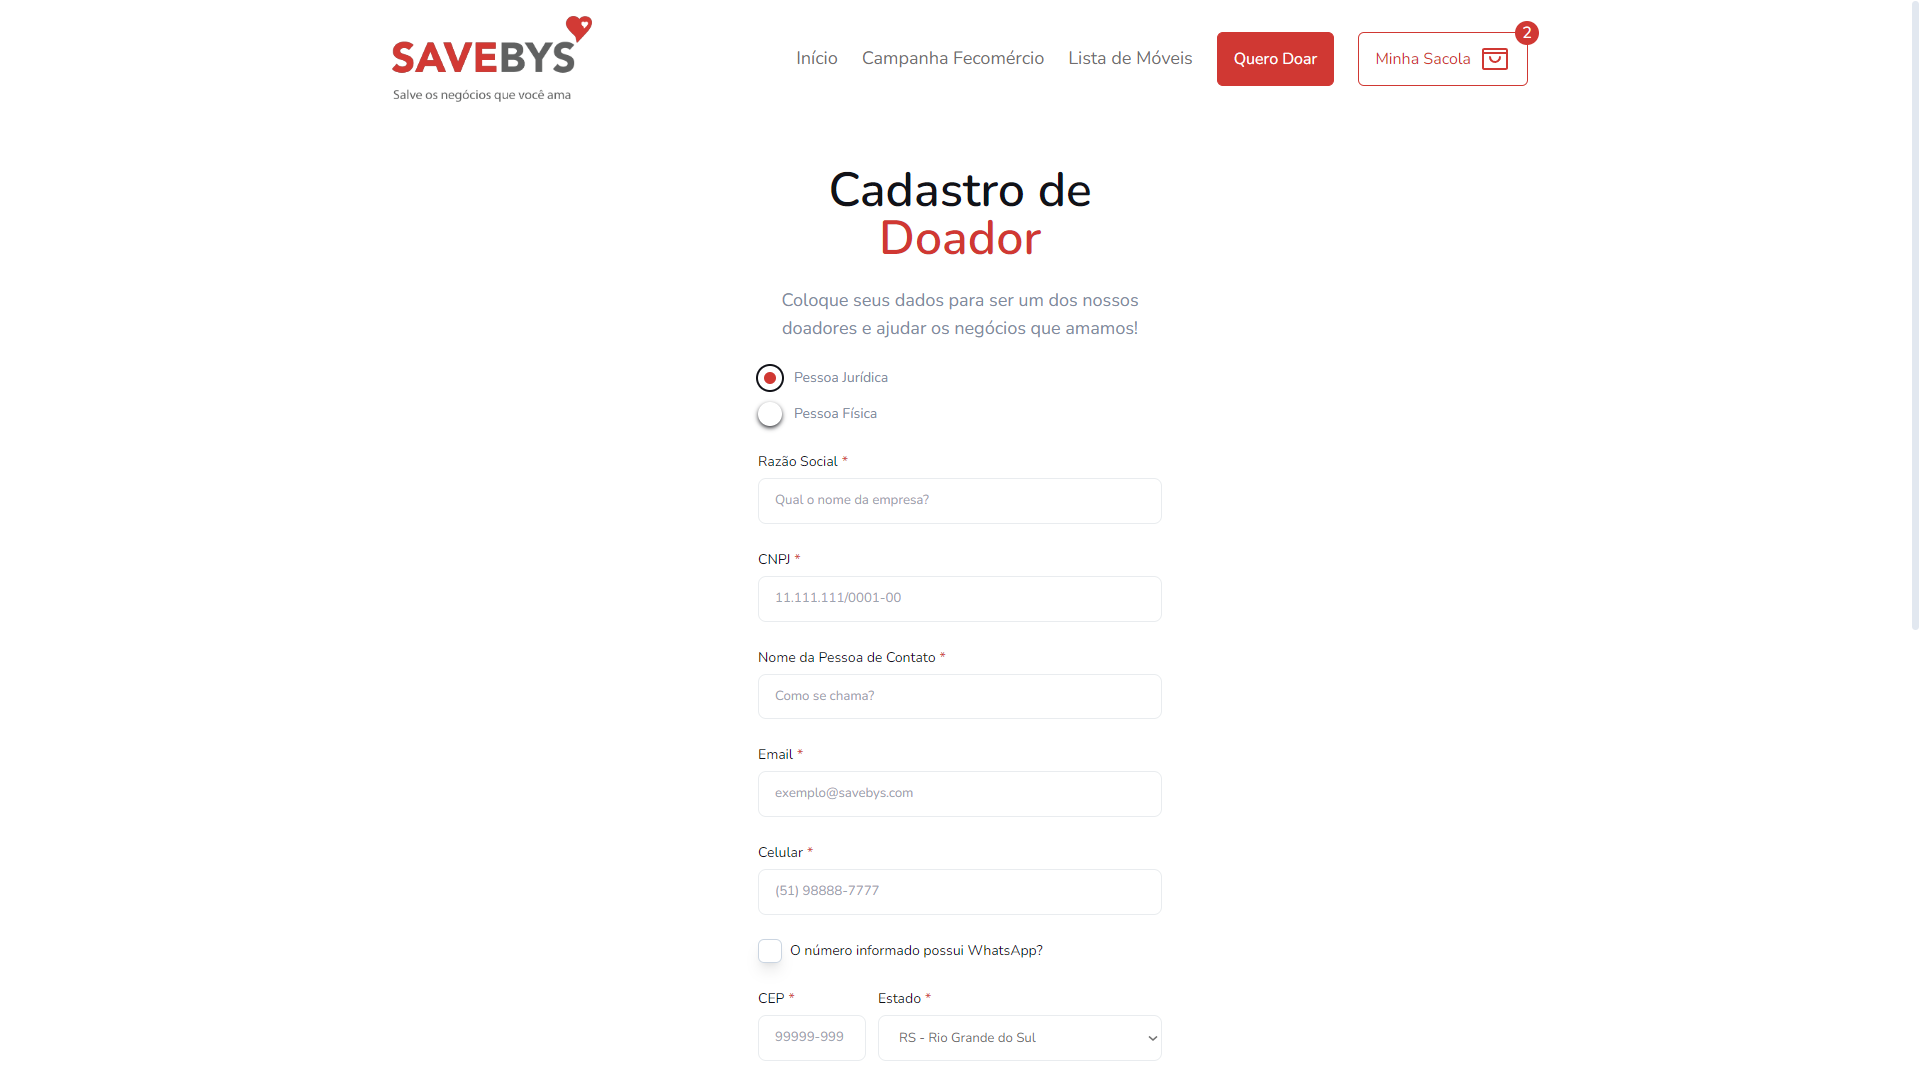 SAVEBYS
Salve os negócios que você ama
Início
Campanha Fecomércio
Lista de Móveis
Quero Doar
Minha Sacola
2
Cadastro de
Doador
Coloque seus dados para ser um dos nossos
doadores e ajudar os negócios que amamos!
Pessoa Jurídica
Pessoa Física
Razão Social *
Qual o nome da empresa?
CNPJ *
11.111.111/0001-00
Nome da Pessoa de Contato *
Como se chama?
Email *
exemplo@savebys.com
Celular *
(51) 98888-7777
O número informado possui WhatsApp?
CEP *
Estado *
99999-999
RS - Rio Grande do Sul